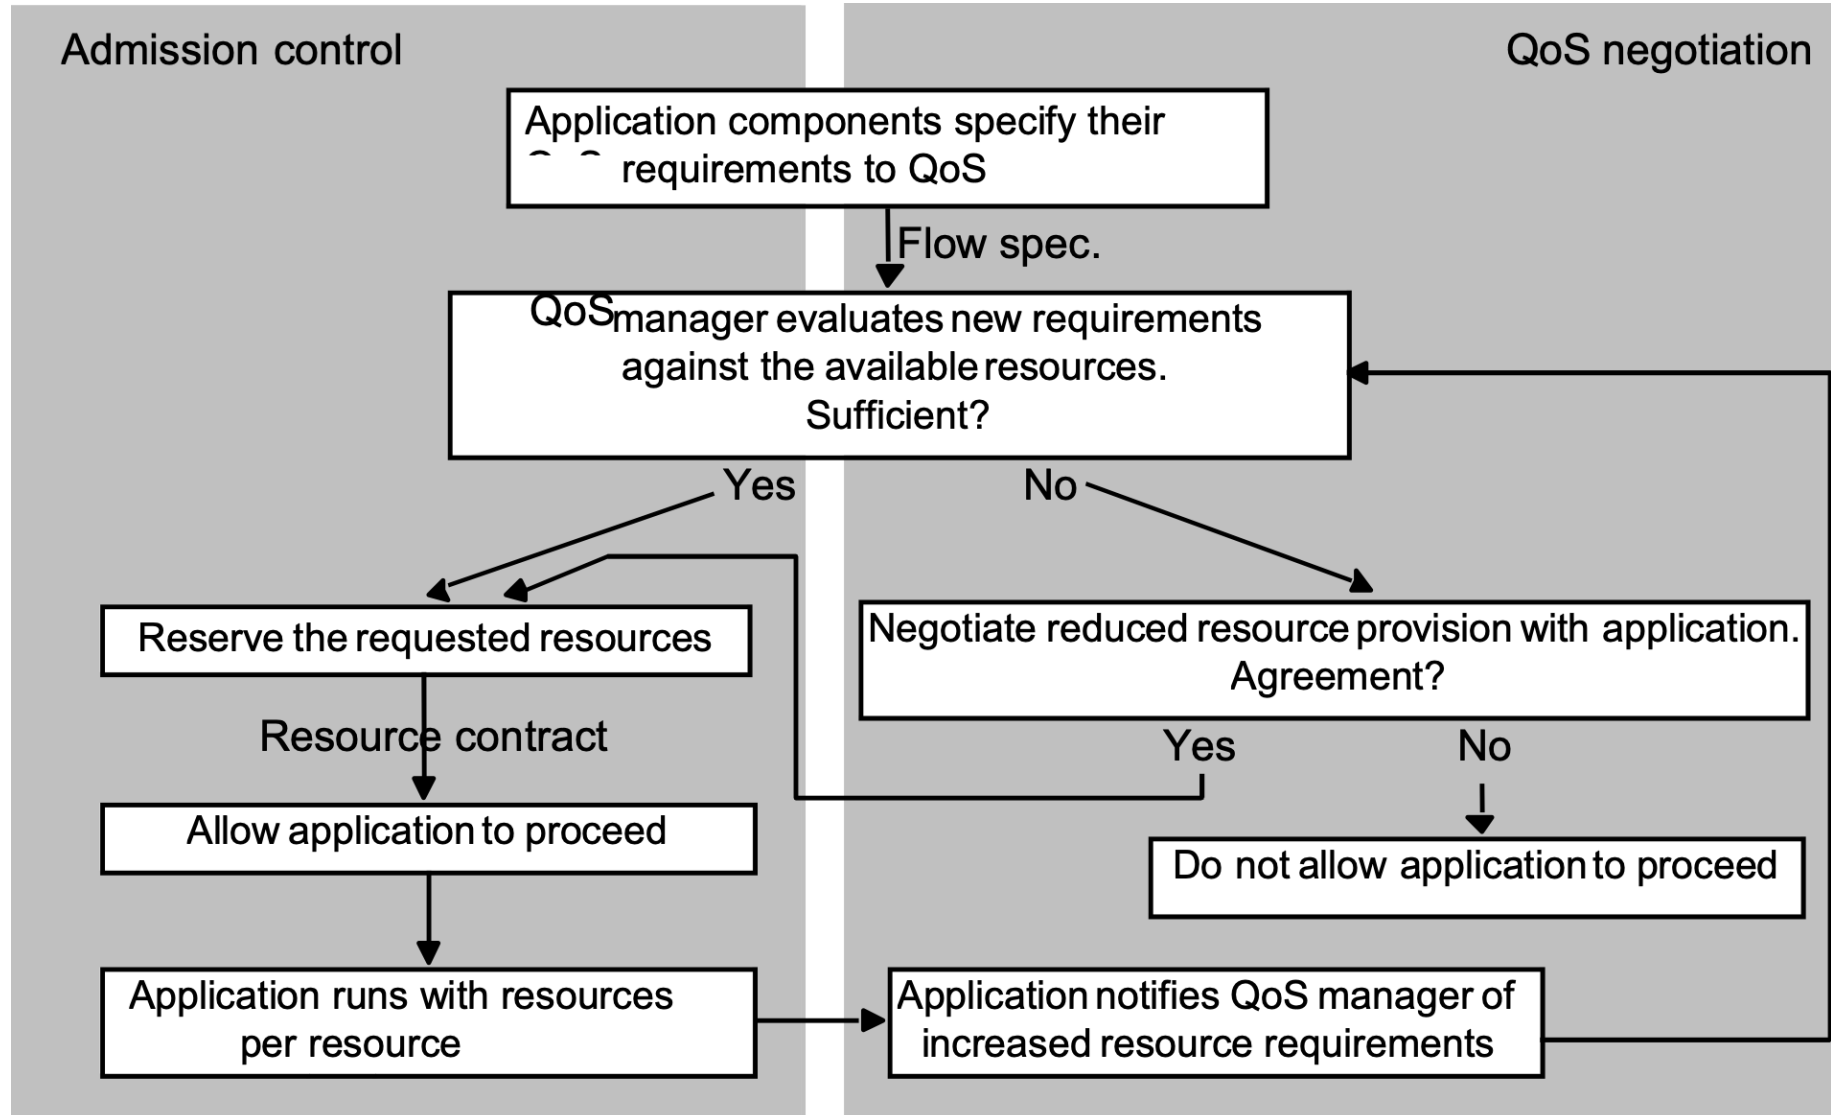 Admission control
QoS negotiation
Application components specify their
requirements to QoS
Flow spec.
QoS manager evaluates new requirements
against the available resources.
Sufficient?
Yes
No
Reserve the requested resources
Negotiate reduced resource provision with application.
Agreement?
Resource contract
Yes
No
Allow application to proceed
Do not allow application to proceed
Application runs with resources
per resource
Application notifies QoS manager of
increased resource requirements